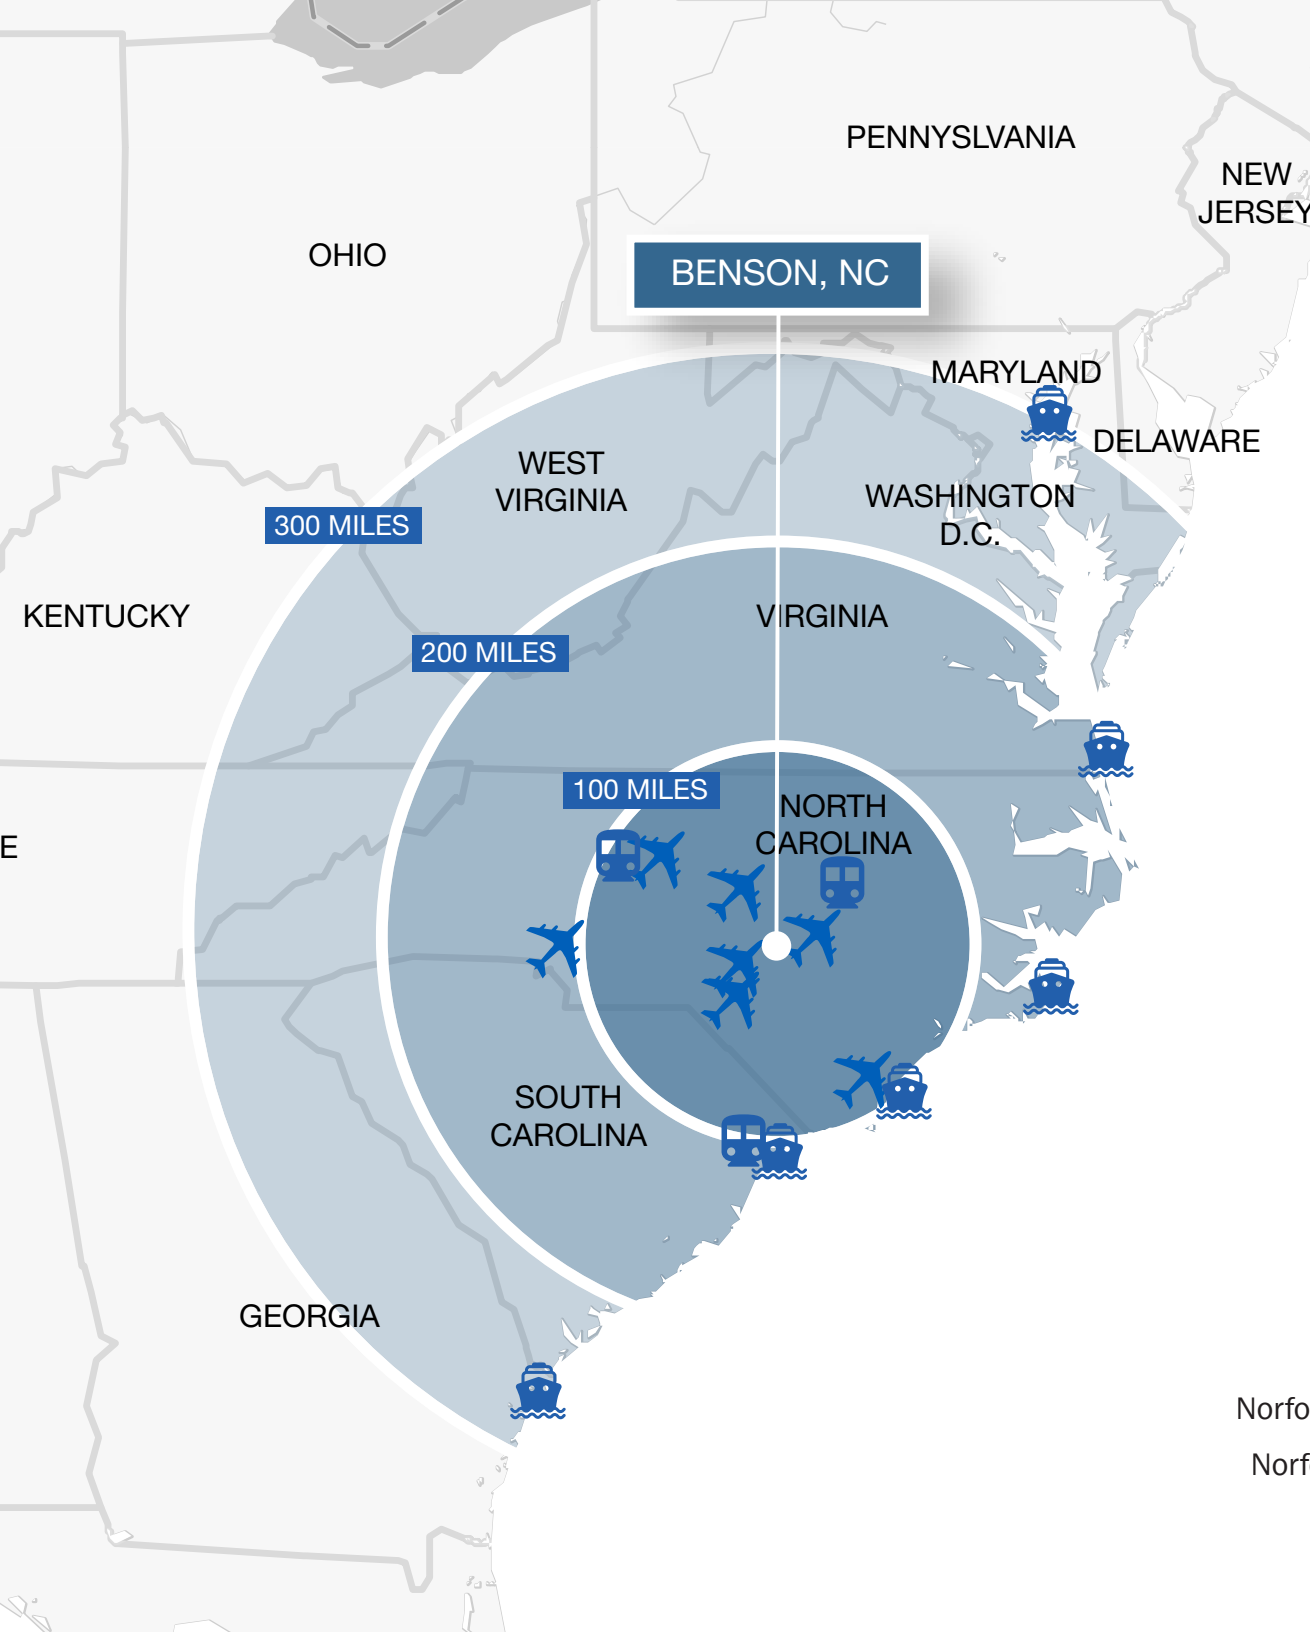 PENNYSLVANIA
NEW
JERSEY
OHIO
BENSON, NC
MARYLAND
DELAWARE
WEST
VIRGINIA
WASHINGTON
D.C.
300 MILES
KENTUCKY
VIRGINIA
200 MILES
100 MILES
NORTH
CAROLINA
E
SOUTH
CAROLINA
GEORGIA
Norfo
Norf